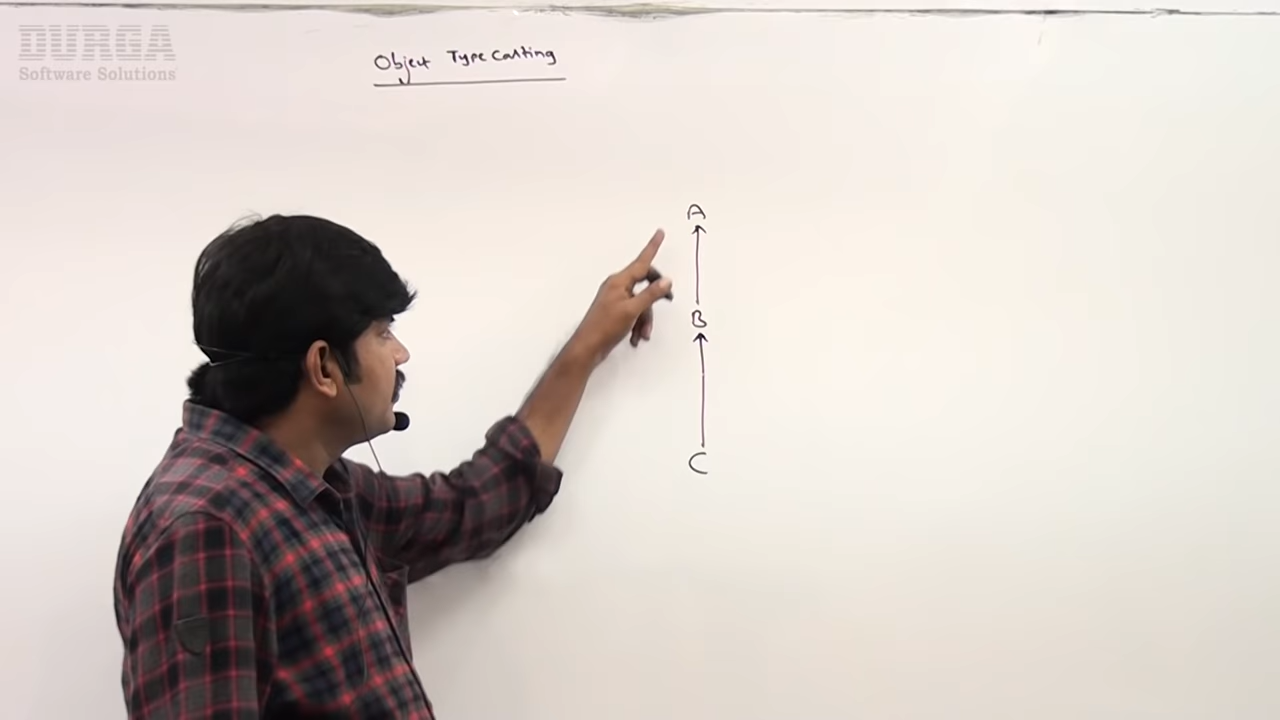 DURGA
Software Solutions
Object Type Casting
A
B
C